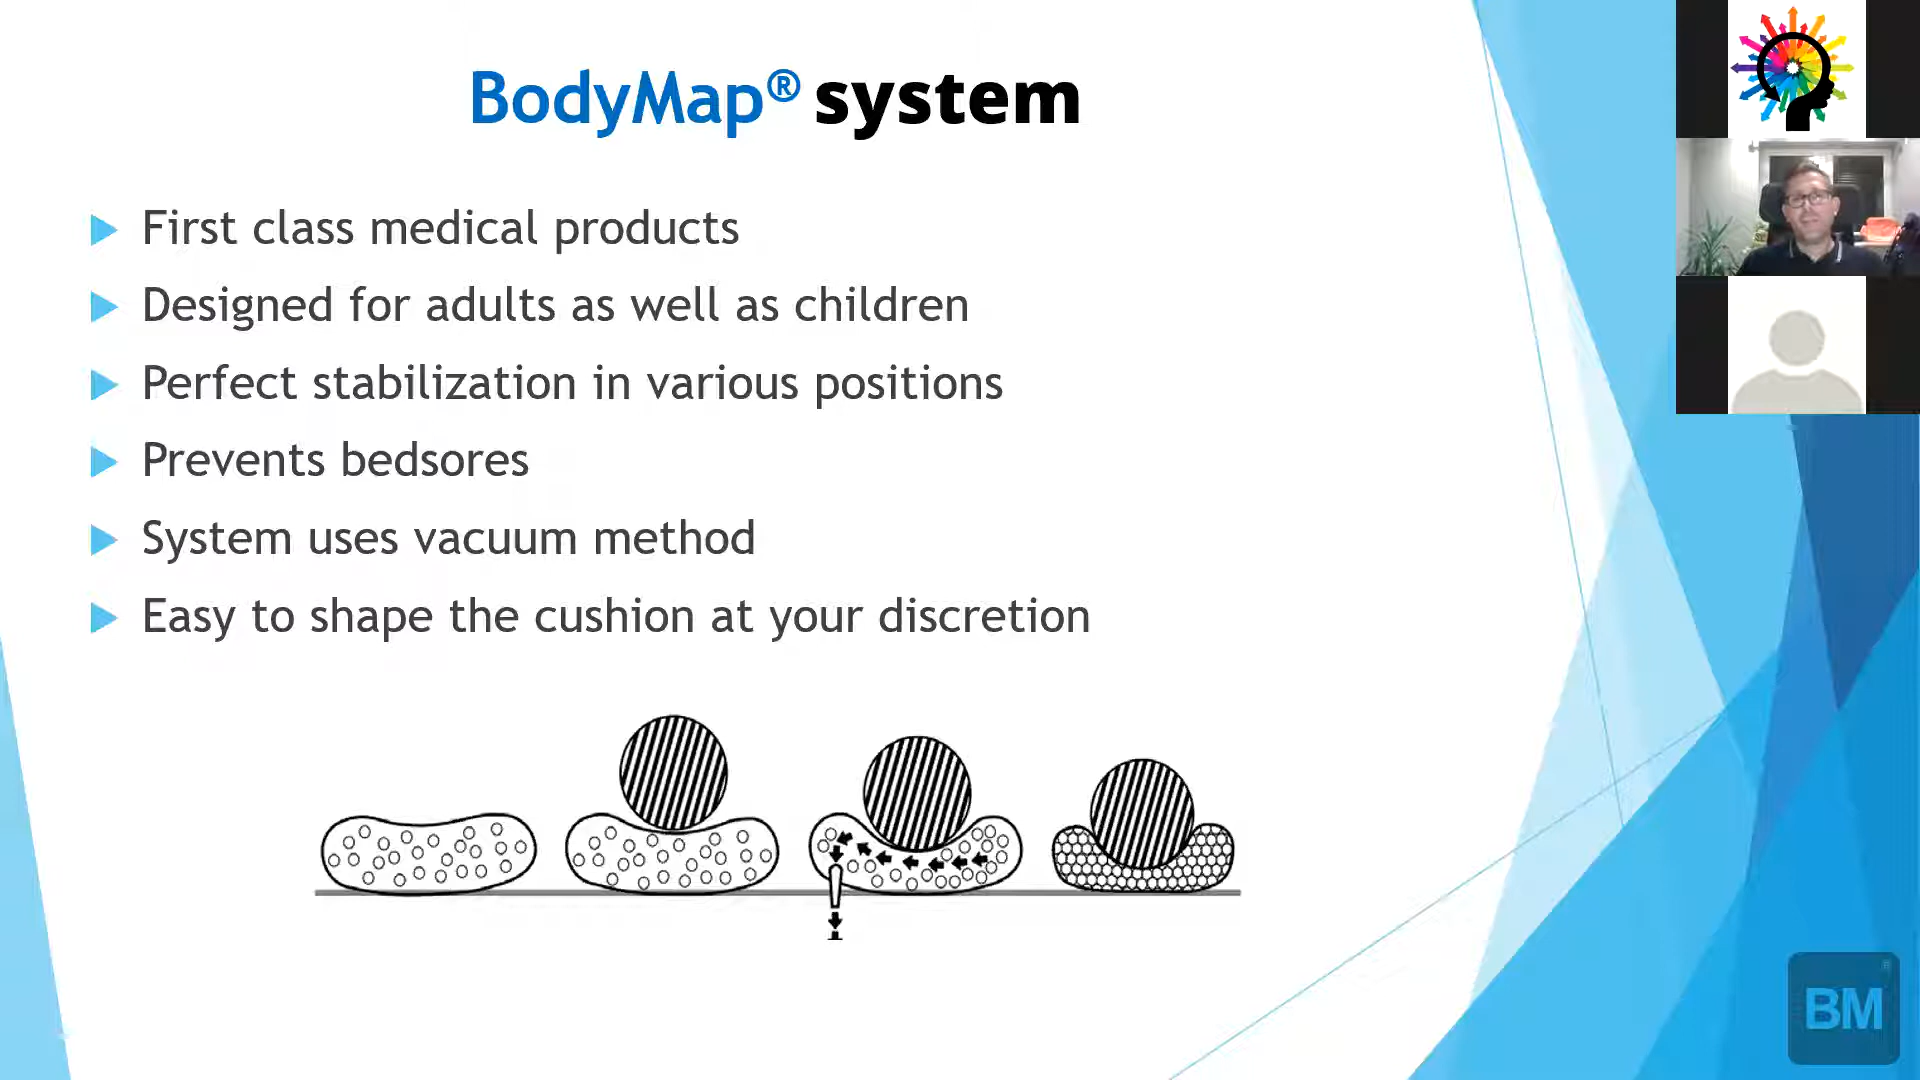 BodyMap® system
First class medical products
Designed for adults as well as children
Perfect stabilization in various positions
Prevents bedsores
System uses vacuum method
Easy to shape the cushion at your discretion
BM®